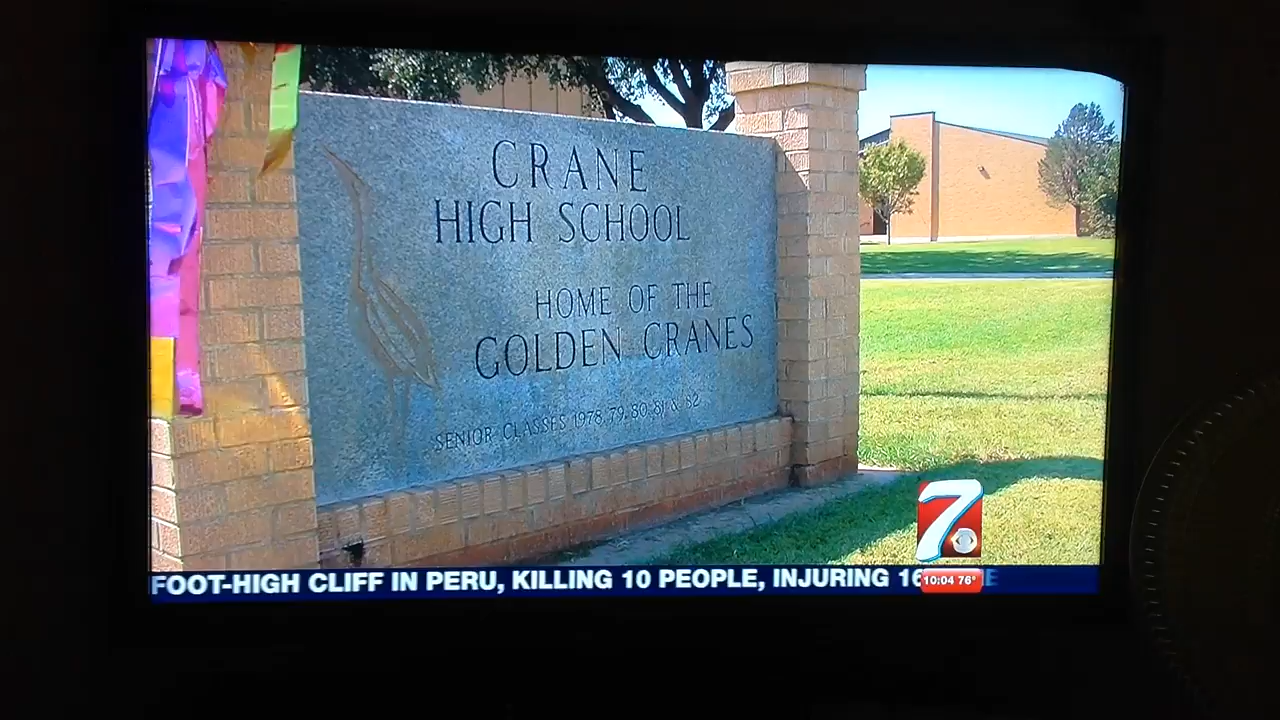 CRANE
HIGH SCHOOL
HOME OF THE
GOLDEN CRANES
SENIOR CLASSES 1978, 79, 80, 81 & 82
7
FOOT-HIGH CLIFF IN PERU, KILLING 10 PEOPLE, INJURING 16
10:04 76°